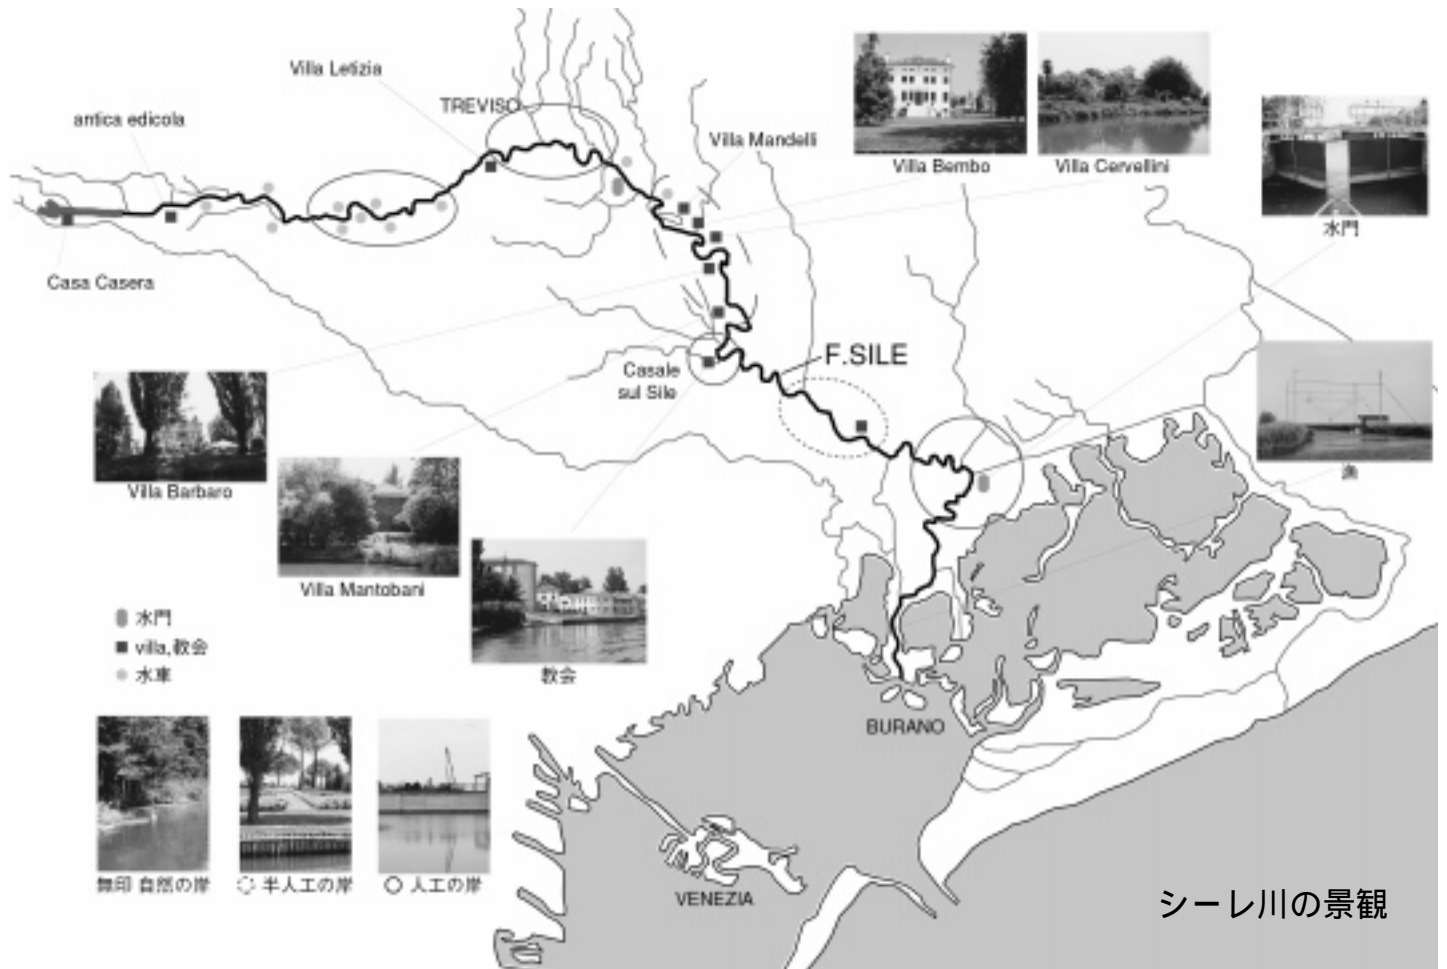 Villa Letizia
TREVISO
antica edicola
Villa Mandelli
Villa Bembo
Villa Cervellini
水門
Casa Casera
F.SILE
Casale
sul Sile
Villa Barbaro
漁
Villa Mantobani
教会
水門
villa,教会
水車
BURANO
無印 自然の岸
半人工の岸
人工の岸
VENEZIA
シーレ川の景観